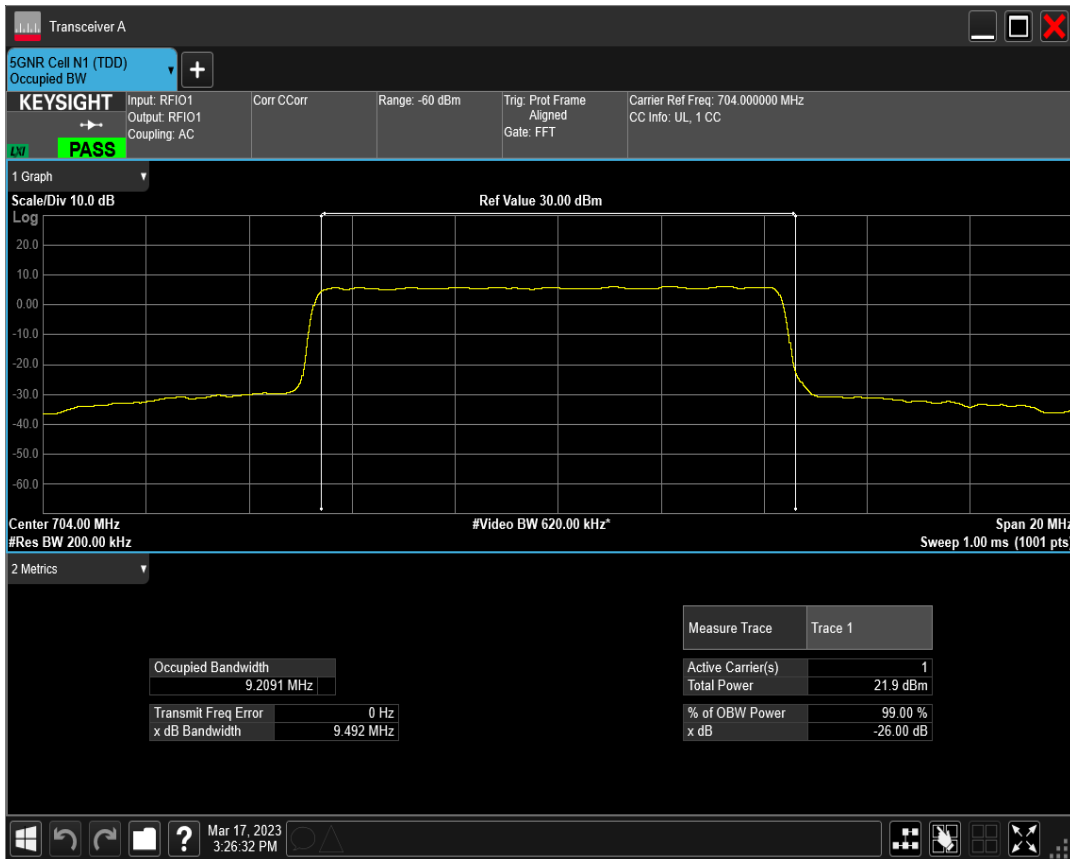 Transceiver A
5GNR Cell N1 (TDD)
Occupied BW
+
KEYSIGHT
LXI
PASS
Input: RFIO1
Output: RFIO1
Coupling: AC
Corr CCorr
Range: -60 dBm
Trig: Prot Frame
Aligned
Gate: FFT
Carrier Ref Freq: 704.000000 MHz
CC Info: UL, 1 CC
1 Graph
Scale/Div 10.0 dB
Ref Value 30.00 dBm
Log
20.0
10.0
0.00
-10.0
-20.0
-30.0
-40.0
-50.0
-60.0
Center 704.00 MHz
#Video BW 620.00 kHz*
Span 20 MHz
#Res BW 200.00 kHz
Sweep 1.00 ms (1001 pts)
2 Metrics
Measure Trace Trace 1
Occupied Bandwidth
9.2091 MHz
Active Carrier(s) 1
Total Power 21.9 dBm
Transmit Freq Error 0 Hz
x dB Bandwidth 9.492 MHz
% of OBW Power 99.00 %
x dB -26.00 dB
?
Mar 17, 2023
3:26:32 PM